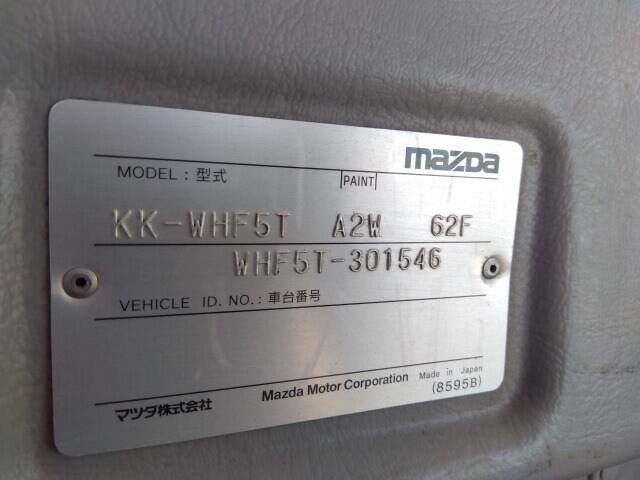 mazda
MODEL : 型式 PAINT
KK-WHF5T A2W 62F
WHF5T-301546
VEHICLE ID. NO. : 車台番号
マツダ株式会社 Mazda Motor Corporation Made in Japan
(8595B)